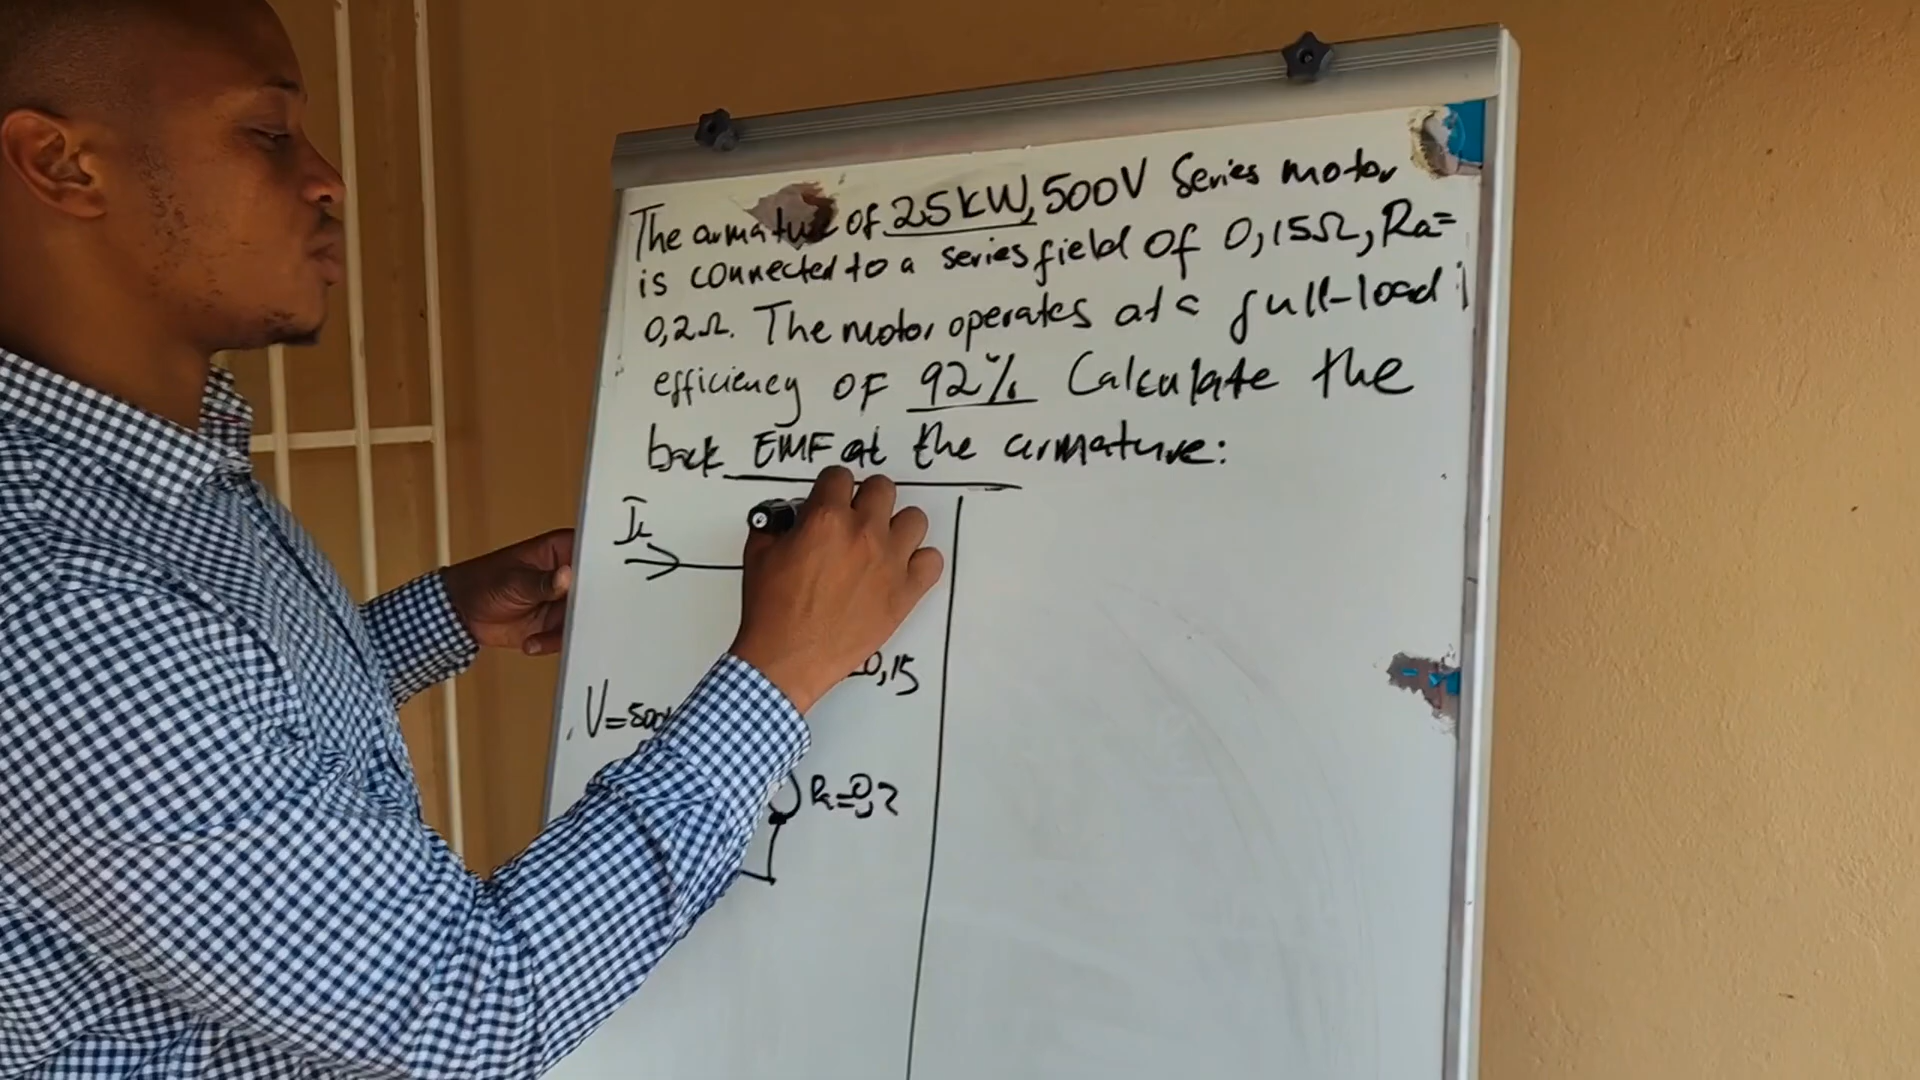 The armature of 25kW, 500V Series motor
is connected to a series field of 0,15Ω, Ra=
0,2Ω. The motor operates at a full-load
efficiency of 92% Calculate the
back EMF at the armature:
IL
=0,15
V=500V
Ra=0,2